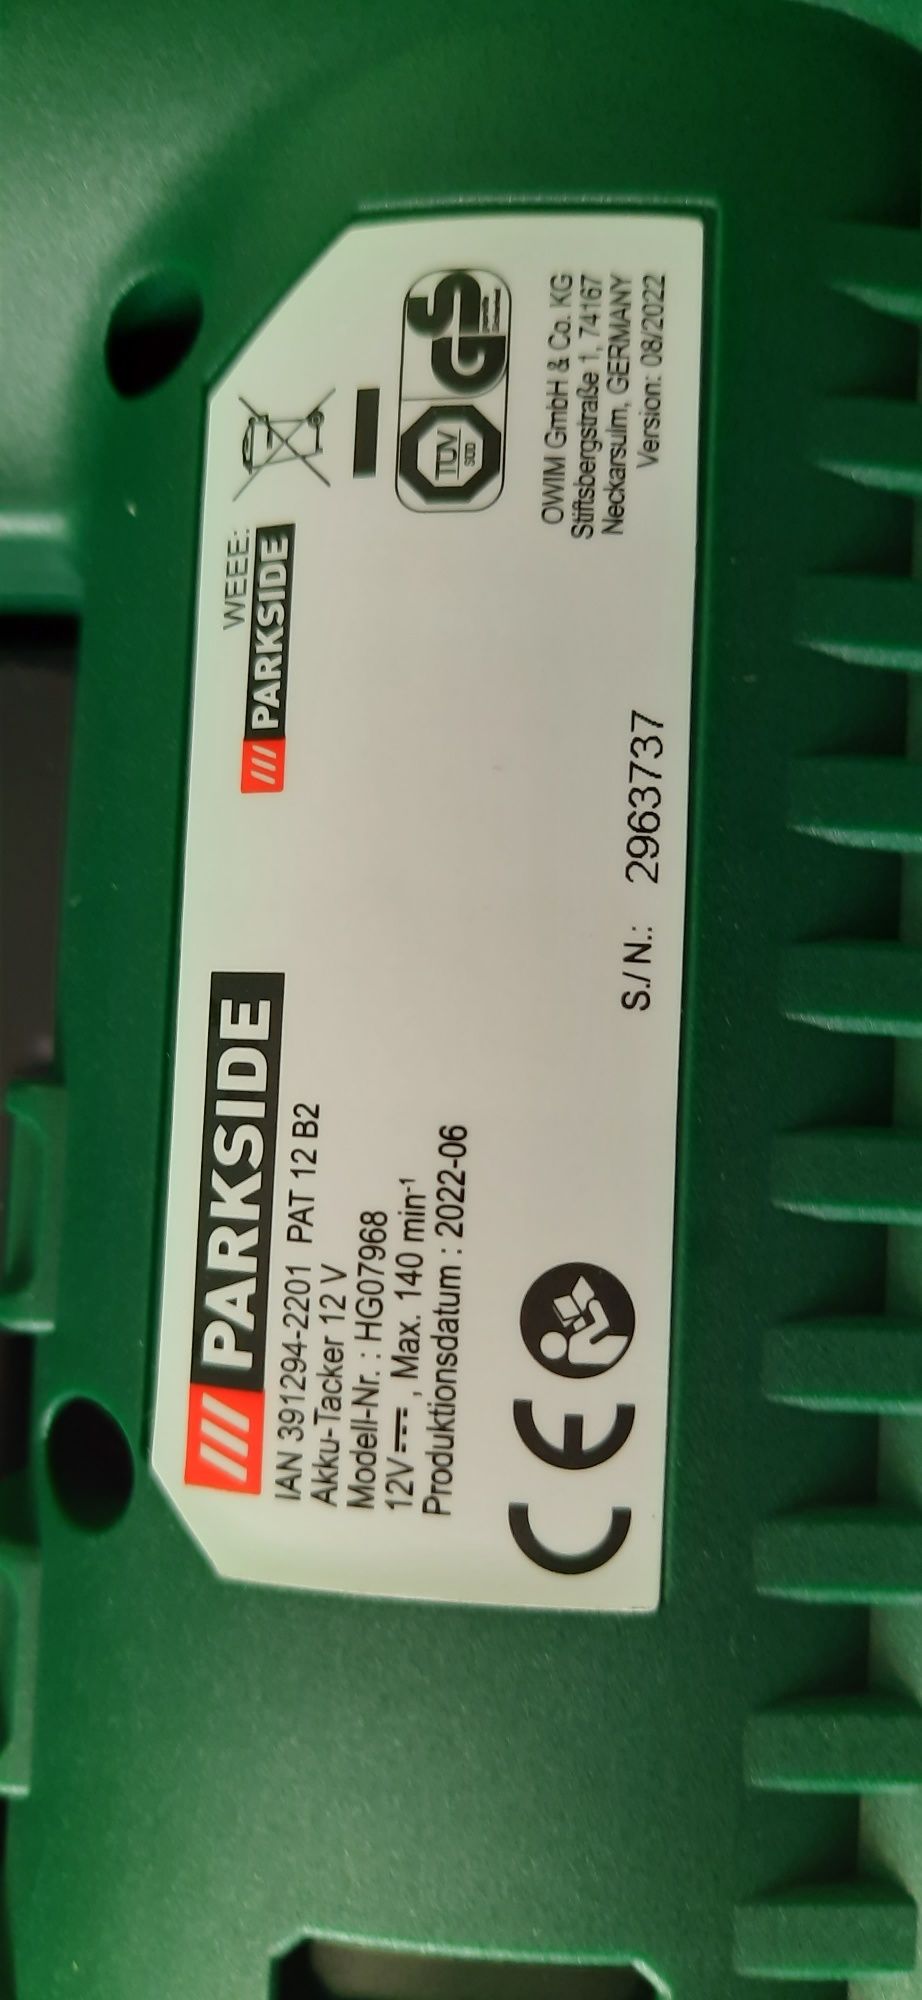 /// PARKSIDE
IAN 391294-2201 PAT 12 B2
Akku-Tacker 12 V
Modell-Nr. : HG07968
12V⎓, Max. 140 min⁻¹
Produktionsdatum : 2022-06
CE
S./ N.: 2963737
WEEE:
/// PARKSIDE
TÜV
SÜD
GS
OWIM GmbH & Co. KG
Stiftsbergstraße 1, 74167
Neckarsulm, GERMANY
Version: 08/2022